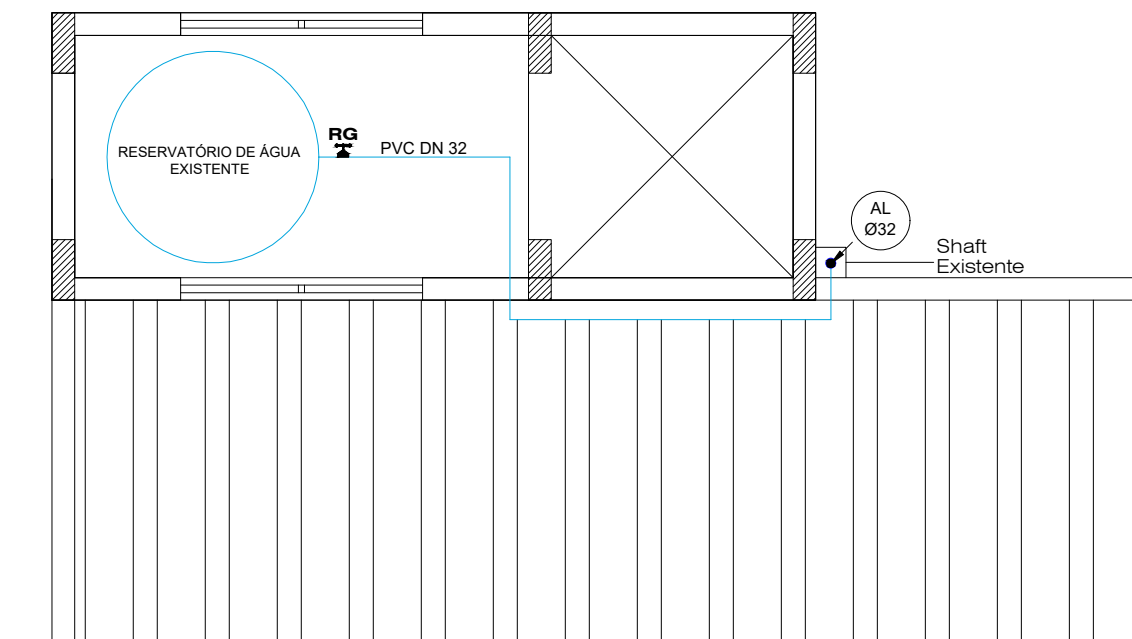 RG
PVC DN 32
RESERVATÓRIO DE ÁGUA
EXISTENTE
AL
Ø32
Shaft
Existente